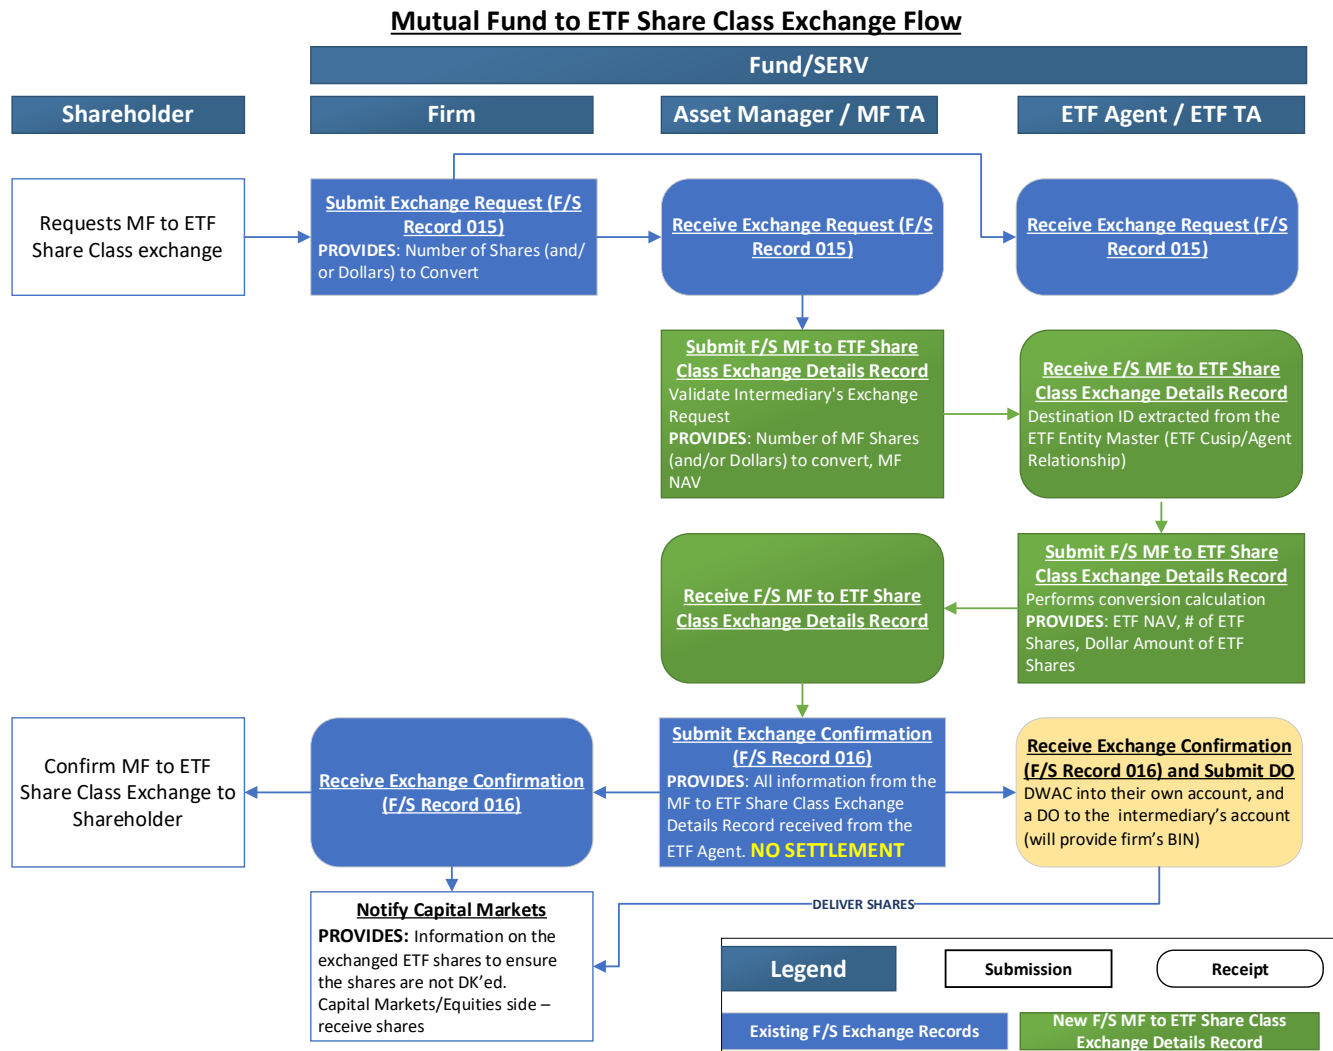 Mutual Fund to ETF Share Class Exchange Flow
Fund/SERV
Shareholder
Firm
Asset Manager / MF TA
ETF Agent / ETF TA
Requests MF to ETF
Share Class exchange
Submit Exchange Request (F/S
Record 015)
PROVIDES: Number of Shares (and/
or Dollars) to Convert
Receive Exchange Request (F/S
Record 015)
Receive Exchange Request (F/S
Record 015)
Submit F/S MF to ETF Share
Class Exchange Details Record
Validate Intermediary's Exchange
Request
PROVIDES: Number of MF Shares
(and/or Dollars) to convert, MF
NAV
Receive F/S MF to ETF Share
Class Exchange Details Record
Destination ID extracted from the
ETF Entity Master (ETF Cusip/Agent
Relationship)
Receive F/S MF to ETF Share
Class Exchange Details Record
Submit F/S MF to ETF Share
Class Exchange Details Record
Performs conversion calculation
PROVIDES: ETF NAV, # of ETF
Shares, Dollar Amount of ETF
Shares
Confirm MF to ETF
Share Class Exchange to
Shareholder
Receive Exchange Confirmation
(F/S Record 016)
Submit Exchange Confirmation
(F/S Record 016)
PROVIDES: All information from the
MF to ETF Share Class Exchange
Details Record received from the
ETF Agent. NO SETTLEMENT
Receive Exchange Confirmation
(F/S Record 016) and Submit DO
DWAC into their own account, and
a DO to the intermediary’s account
(will provide firm’s BIN)
Notify Capital Markets
PROVIDES: Information on the
exchanged ETF shares to ensure
the shares are not DK’ed.
Capital Markets/Equities side –
receive shares
DELIVER SHARES
Legend
Submission
Receipt
Existing F/S Exchange Records
New F/S MF to ETF Share Class
Exchange Details Record